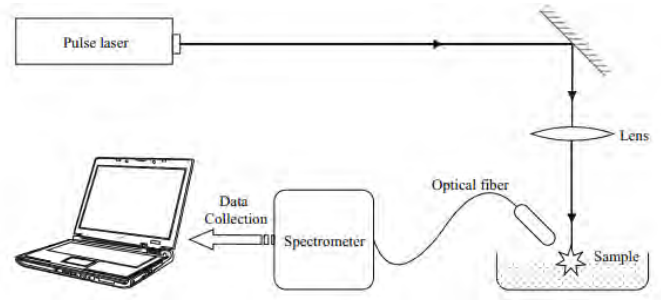 Pulse laser
Lens
Optical fiber
Data
Collection
Spectrometer
Sample